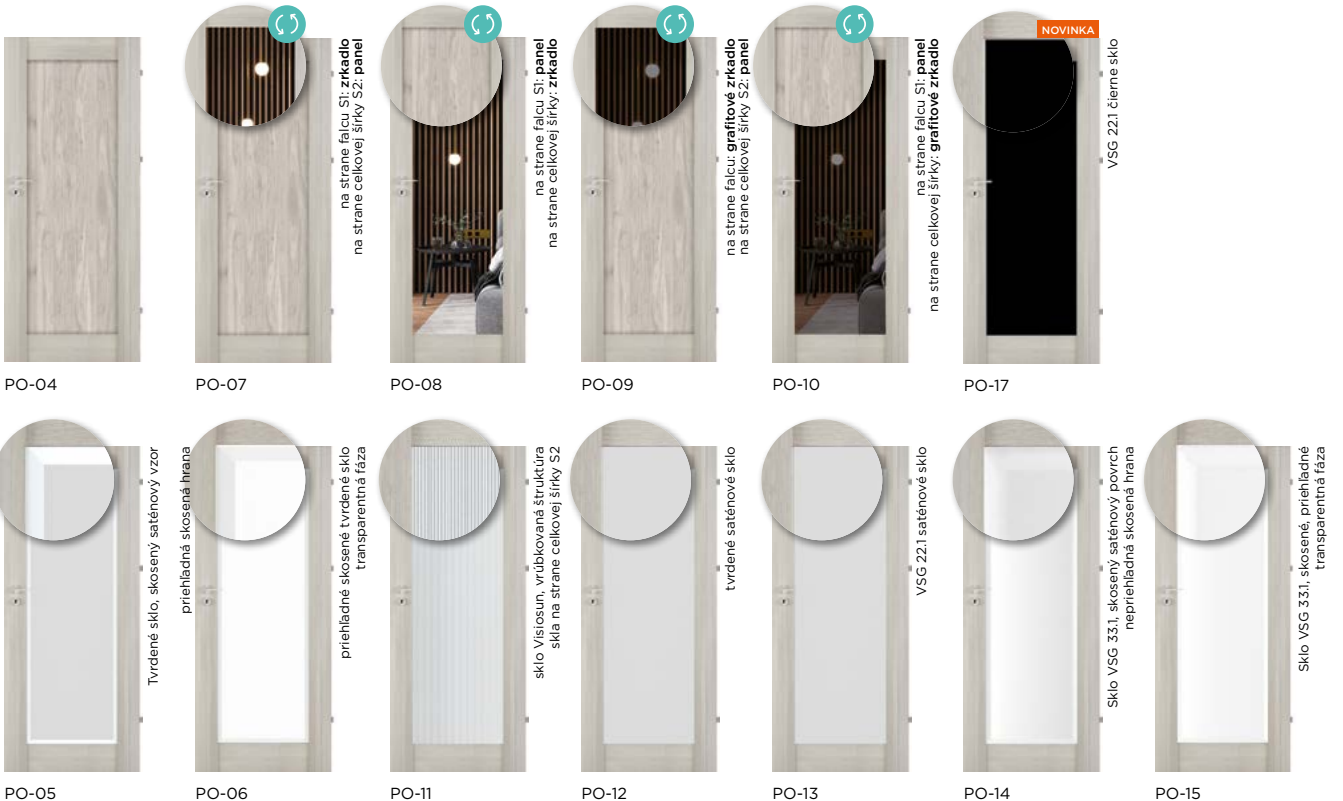 na strane falcu S1: zrkadlo
na strane celkovej šírky S2: panel
na strane falcu S1: panel
na strane celkovej šírky: zrkadlo
na strane falcu: grafitové zrkadlo
na strane celkovej šírky S2: panel
na strane falcu S1: panel
na strane celkovej šírky: grafitové zrkadlo
NOVINKA
VSG 22.1 čierne sklo
PO-04
PO-07
PO-08
PO-09
PO-10
PO-17
Tvrdené sklo, skosený saténový vzor
priehľadná skosená hrana
priehľadné skosené tvrdené sklo
transparentná fáza
sklo Visiosun, vrúbkovaná štruktúra
skla na strane celkovej šírky S2
tvrdené saténové sklo
VSG 22.1 saténové sklo
Sklo VSG 33.1, skosený saténový povrch
nepriehľadná skosená hrana
Sklo VSG 33.1, skosené, priehľadné
transparentná fáza
PO-05
PO-06
PO-11
PO-12
PO-13
PO-14
PO-15